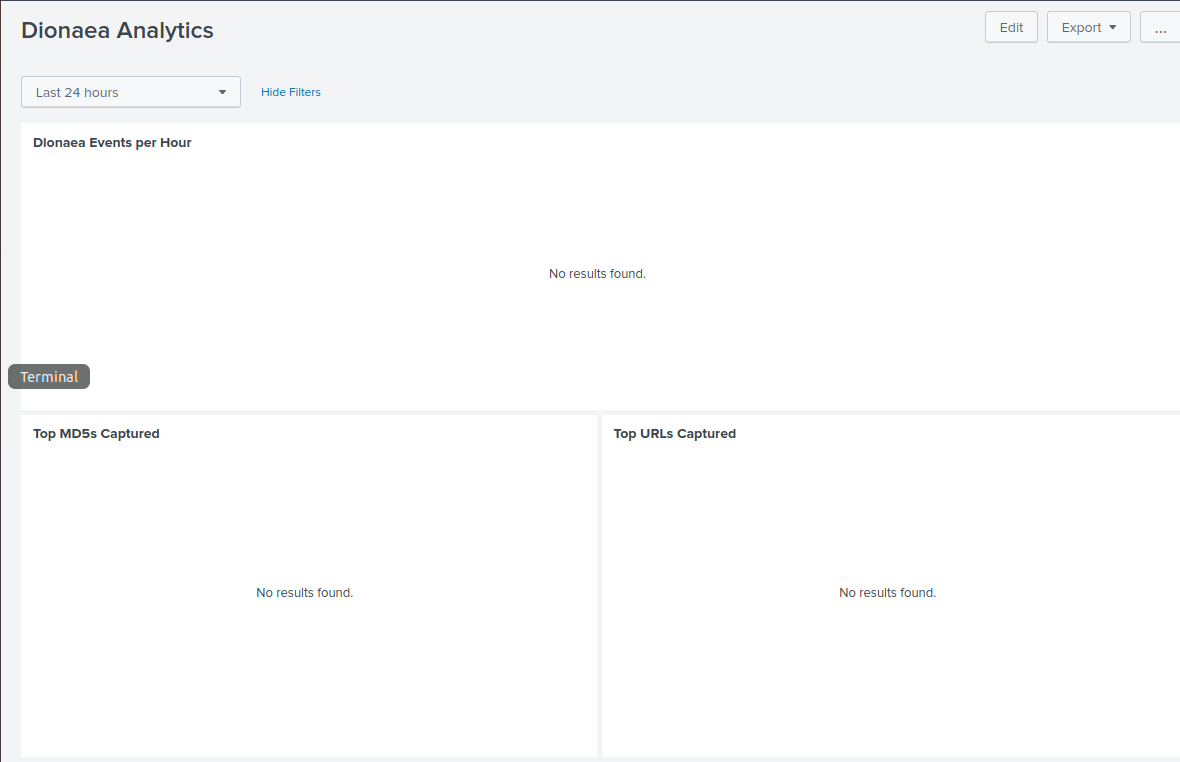 Dionaea Analytics
Edit
Export
...
Last 24 hours
Hide Filters
Dionaea Events per Hour
No results found.
Terminal
Top MD5s Captured
Top URLs Captured
No results found.
No results found.